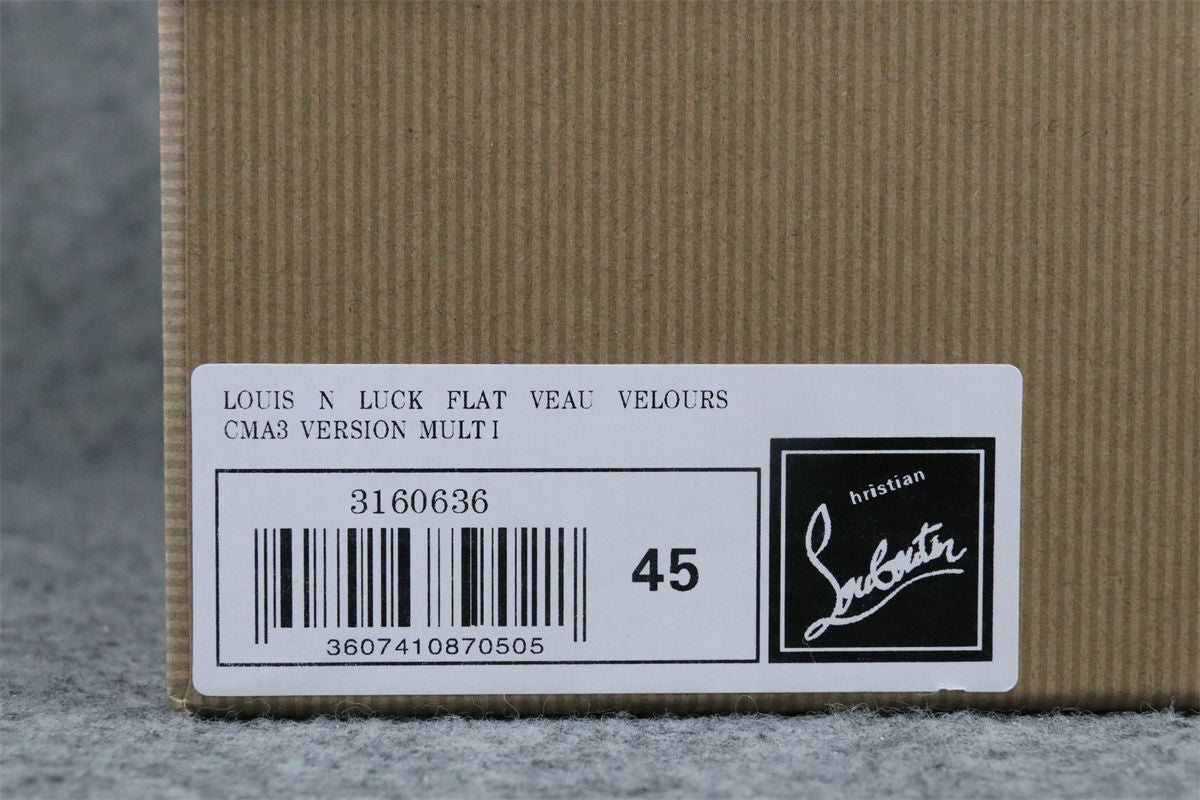 LOUIS N LUCK FLAT VEAU VELOURS
CMA3 VERSION MULTI
3160636
45
3607410870505
hristian
Louboutin